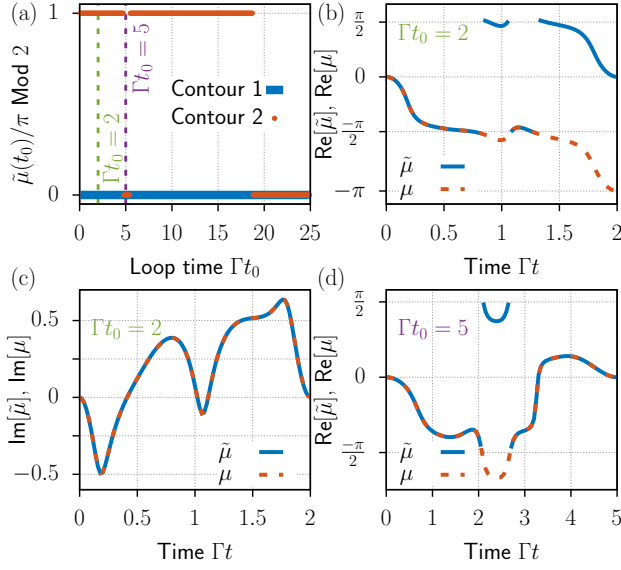 (a)
1
0
μ̃(t₀)/π Mod 2
Γt₀ = 2
Γt₀ = 5
Contour 1
Contour 2
0 5 10 15 20 25
Loop time Γt₀
(b)
Γt₀ = 2
π/2
0
−π/2
−π
Re[μ̃], Re[μ]
μ̃
μ
0 0.5 1 1.5 2
Time Γt
(c)
Γt₀ = 2
0.5
0
−0.5
Im[μ̃], Im[μ]
μ̃
μ
0 0.5 1 1.5 2
Time Γt
(d)
Γt₀ = 5
π/2
0
−π/2
Re[μ̃], Re[μ]
μ̃
μ
0 1 2 3 4 5
Time Γt